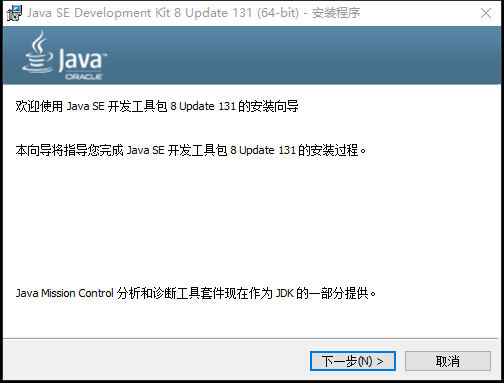 Java SE Development Kit 8 Update 131 (64-bit) - 安装程序
Java™
ORACLE
欢迎使用 Java SE 开发工具包 8 Update 131 的安装向导
本向导将指导您完成 Java SE 开发工具包 8 Update 131 的安装过程。
Java Mission Control 分析和诊断工具套件现在作为 JDK 的一部分提供。
下一步(N) > 取消